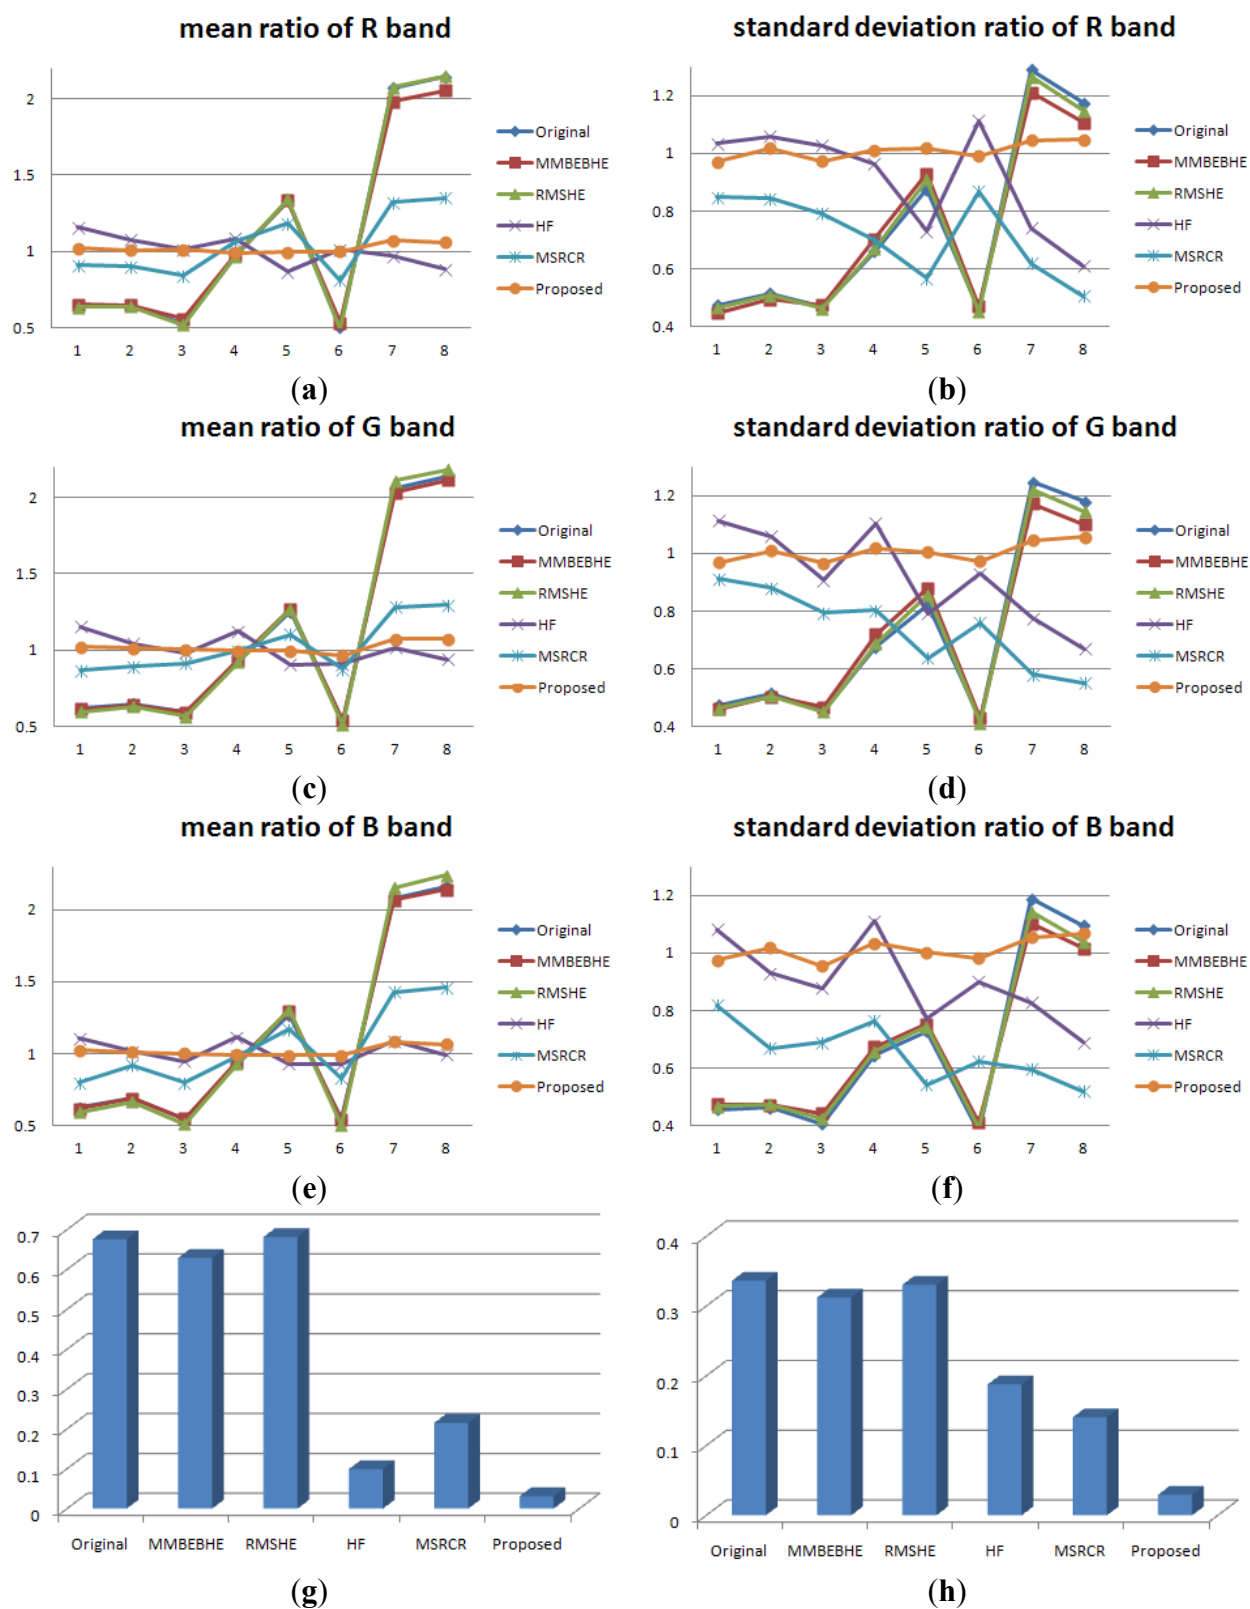 mean ratio of R band
2
1.5
1
0.5
1 2 3 4 5 6 7 8
Original
MMBEBHE
RMSHE
HF
MSRCR
Proposed
(a)
standard deviation ratio of R band
1.2
1
0.8
0.6
0.4
1 2 3 4 5 6 7 8
Original
MMBEBHE
RMSHE
HF
MSRCR
Proposed
(b)
mean ratio of G band
2
1.5
1
0.5
1 2 3 4 5 6 7 8
Original
MMBEBHE
RMSHE
HF
MSRCR
Proposed
(c)
standard deviation ratio of G band
1.2
1
0.8
0.6
0.4
1 2 3 4 5 6 7 8
Original
MMBEBHE
RMSHE
HF
MSRCR
Proposed
(d)
mean ratio of B band
2
1.5
1
0.5
1 2 3 4 5 6 7 8
Original
MMBEBHE
RMSHE
HF
MSRCR
Proposed
(e)
standard deviation ratio of B band
1.2
1
0.8
0.6
0.4
1 2 3 4 5 6 7 8
Original
MMBEBHE
RMSHE
HF
MSRCR
Proposed
(f)
0.7
0.6
0.5
0.4
0.3
0.2
0.1
0
Original MMBEBHE RMSHE HF MSRCR Proposed
(g)
0.4
0.3
0.2
0.1
0
Original MMBEBHE RMSHE HF MSRCR Proposed
(h)